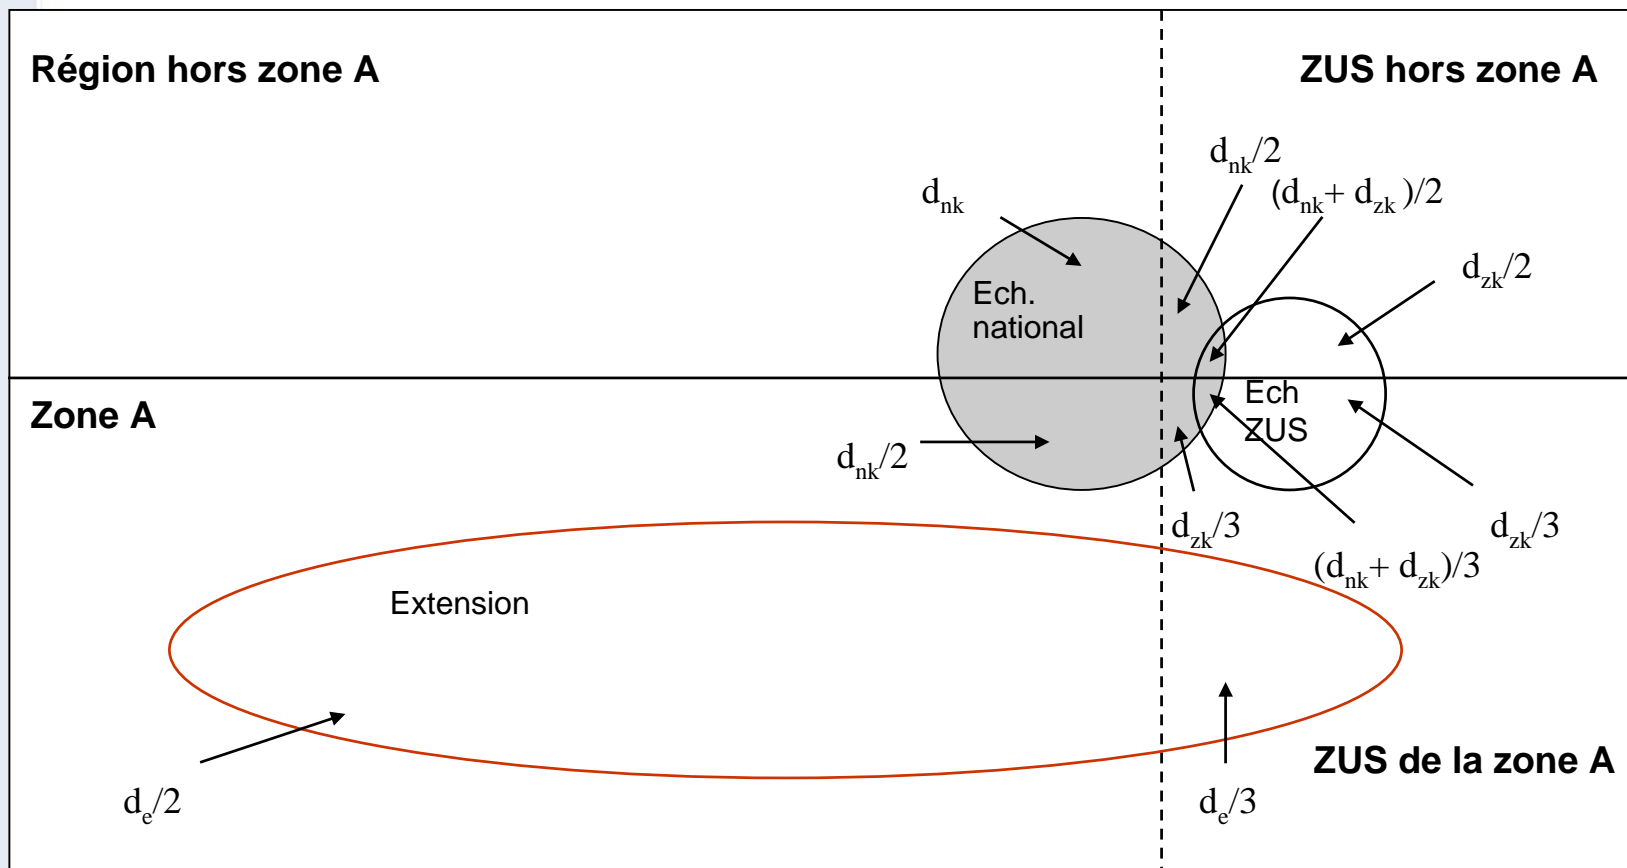 Région hors zone A
ZUS hors zone A
d_nk/2
d_nk
(d_nk+ d_zk )/2
d_zk/2
Ech.
national
Zone A
Ech
ZUS
d_nk/2
d_zk/3
d_zk/3
(d_nk+ d_zk)/3
Extension
ZUS de la zone A
d_e/2
d_e/3